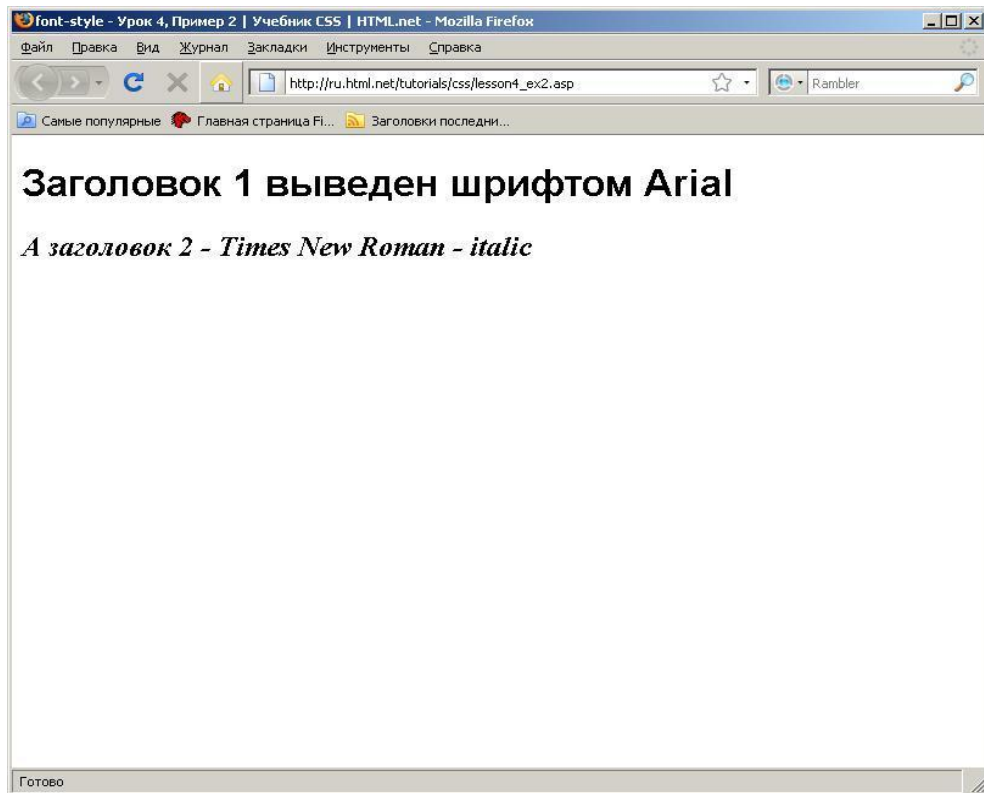 font-style - Урок 4, Пример 2 | Учебник CSS | HTML.net - Mozilla Firefox
Файл Правка Вид Журнал Закладки Инструменты Справка
http://ru.html.net/tutorials/css/lesson4_ex2.asp Rambler
Самые популярные Главная страница Fi... Заголовки последни...
Заголовок 1 выведен шрифтом Arial
А заголовок 2 - Times New Roman - italic
Готово